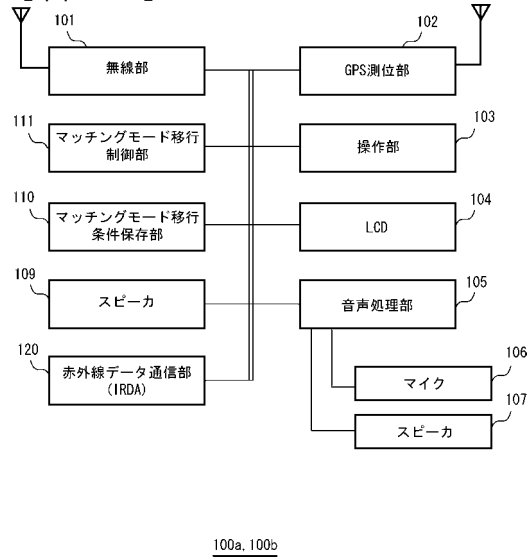 101
無線部
102
GPS測位部
111
マッチングモード移行
制御部
103
操作部
110
マッチングモード移行
条件保存部
104
LCD
109
スピーカ
105
音声処理部
120
赤外線データ通信部
(IRDA)
106
マイク
107
スピーカ
100a,100b